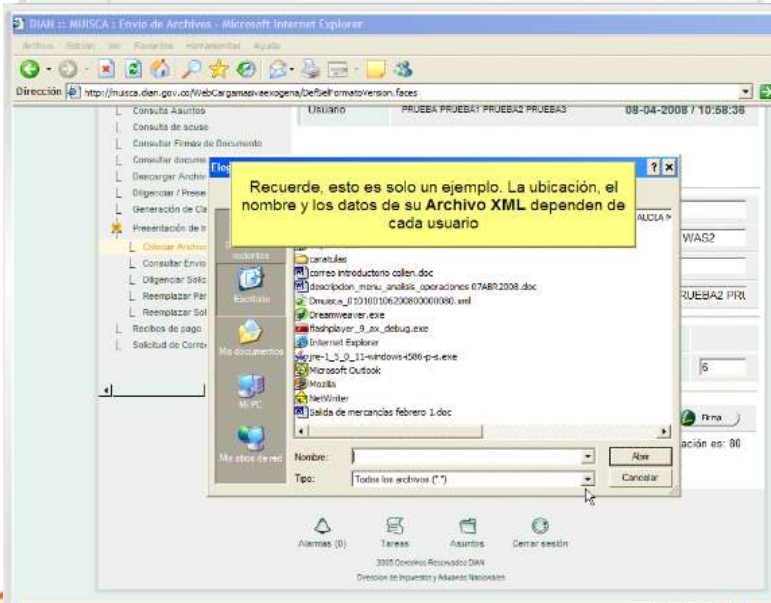 DIAN :: MUISCA : Envío de Archivos - Microsoft Internet Explorer
Archivo Edición Ver Favoritos Herramientas Ayuda
Dirección http://muisca.dian.gov.co/WebCargamasivaexogena/DefSelFormatoVersion.faces
Consulta Asuntos
Usuario PRUEBA PRUEBA1 PRUEBA2 PRUEBA3 08-04-2008 / 10:58:36
Consulta de acuso
Consultar Firmas de Documento
Consultar docume
Descargar Archiv
Diligenciar / Prese
Generación de Cla
Presentación de Ir
Colocar Archivo
Consultar Envío
Diligenciar Solic
Reemplazar Par
Reemplazar Sol
Recibos de pago
Solicitud de Corre
Eleg
Recuerde, esto es solo un ejemplo. La ubicación, el
nombre y los datos de su Archivo XML dependen de
cada usuario
recientes
Escritorio
Mis documentos
Mi PC
Mis sitios de red
caratulas
correo introductorio collen.doc
descripcion_menu_analisis_operaciones 07ABR2008.doc
Dmuisca_010100106200800000080.xml
Dreamweaver.exe
flashplayer_9_ax_debug.exe
Internet Explorer
jre-1_5_0_11-windows-i586-p-s.exe
Microsoft Outlook
Mozilla
NetWriter
Salida de mercancías febrero 1.doc
Nombre:
Abrir
Tipo: Todos los archivos (*.*)
Cancelar
WAS2
RUEBA2 PRU
6
Firma
ación es: 80
Alarmas (0) Tareas Asuntos Cerrar sesión
2005 Derechos Reservados DIAN
Dirección de Impuestos y Aduanas Nacionales